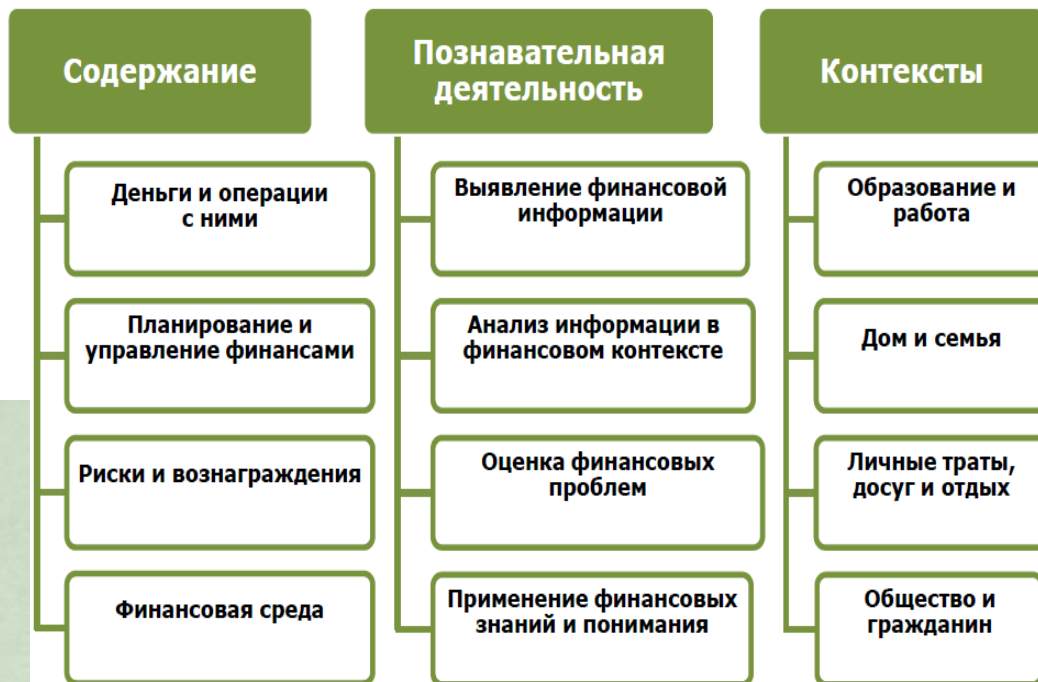 Содержание
Деньги и операции
с ними
Планирование и
управление финансами
Риски и вознаграждения
Финансовая среда
Познавательная
деятельность
Выявление финансовой
информации
Анализ информации в
финансовом контексте
Оценка финансовых
проблем
Применение финансовых
знаний и понимания
Контексты
Образование и
работа
Дом и семья
Личные траты,
досуг и отдых
Общество и
гражданин